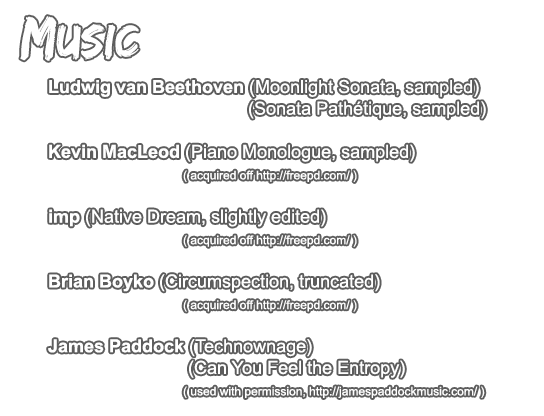 Music
Ludwig van Beethoven (Moonlight Sonata, sampled)
(Sonata Pathétique, sampled)
Kevin MacLeod (Piano Monologue, sampled)
( acquired off http://freepd.com/ )
imp (Native Dream, slightly edited)
( acquired off http://freepd.com/ )
Brian Boyko (Circumspection, truncated)
( acquired off http://freepd.com/ )
James Paddock (Technownage)
(Can You Feel the Entropy)
( used with permission, http://jamespaddockmusic.com/ )